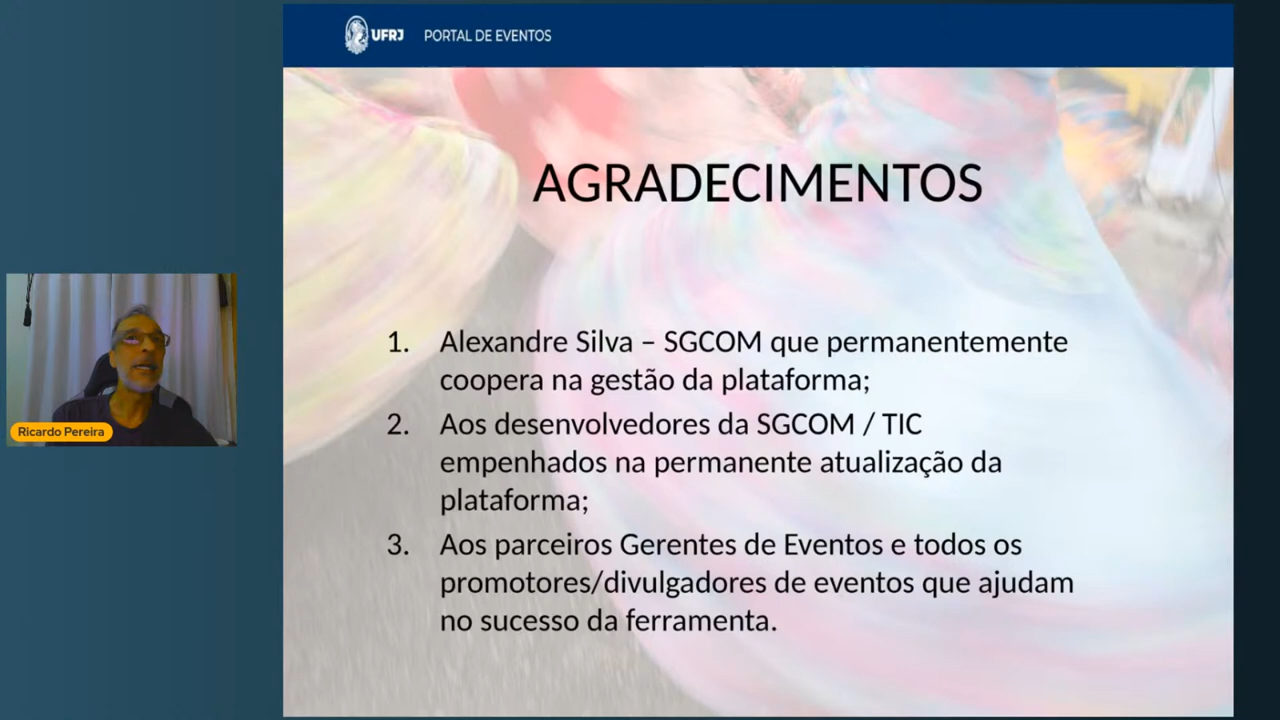 UFRJ PORTAL DE EVENTOS
AGRADECIMENTOS
1. Alexandre Silva – SGCOM que permanentemente
coopera na gestão da plataforma;
2. Aos desenvolvedores da SGCOM / TIC
empenhados na permanente atualização da
plataforma;
3. Aos parceiros Gerentes de Eventos e todos os
promotores/divulgadores de eventos que ajudam
no sucesso da ferramenta.
Ricardo Pereira